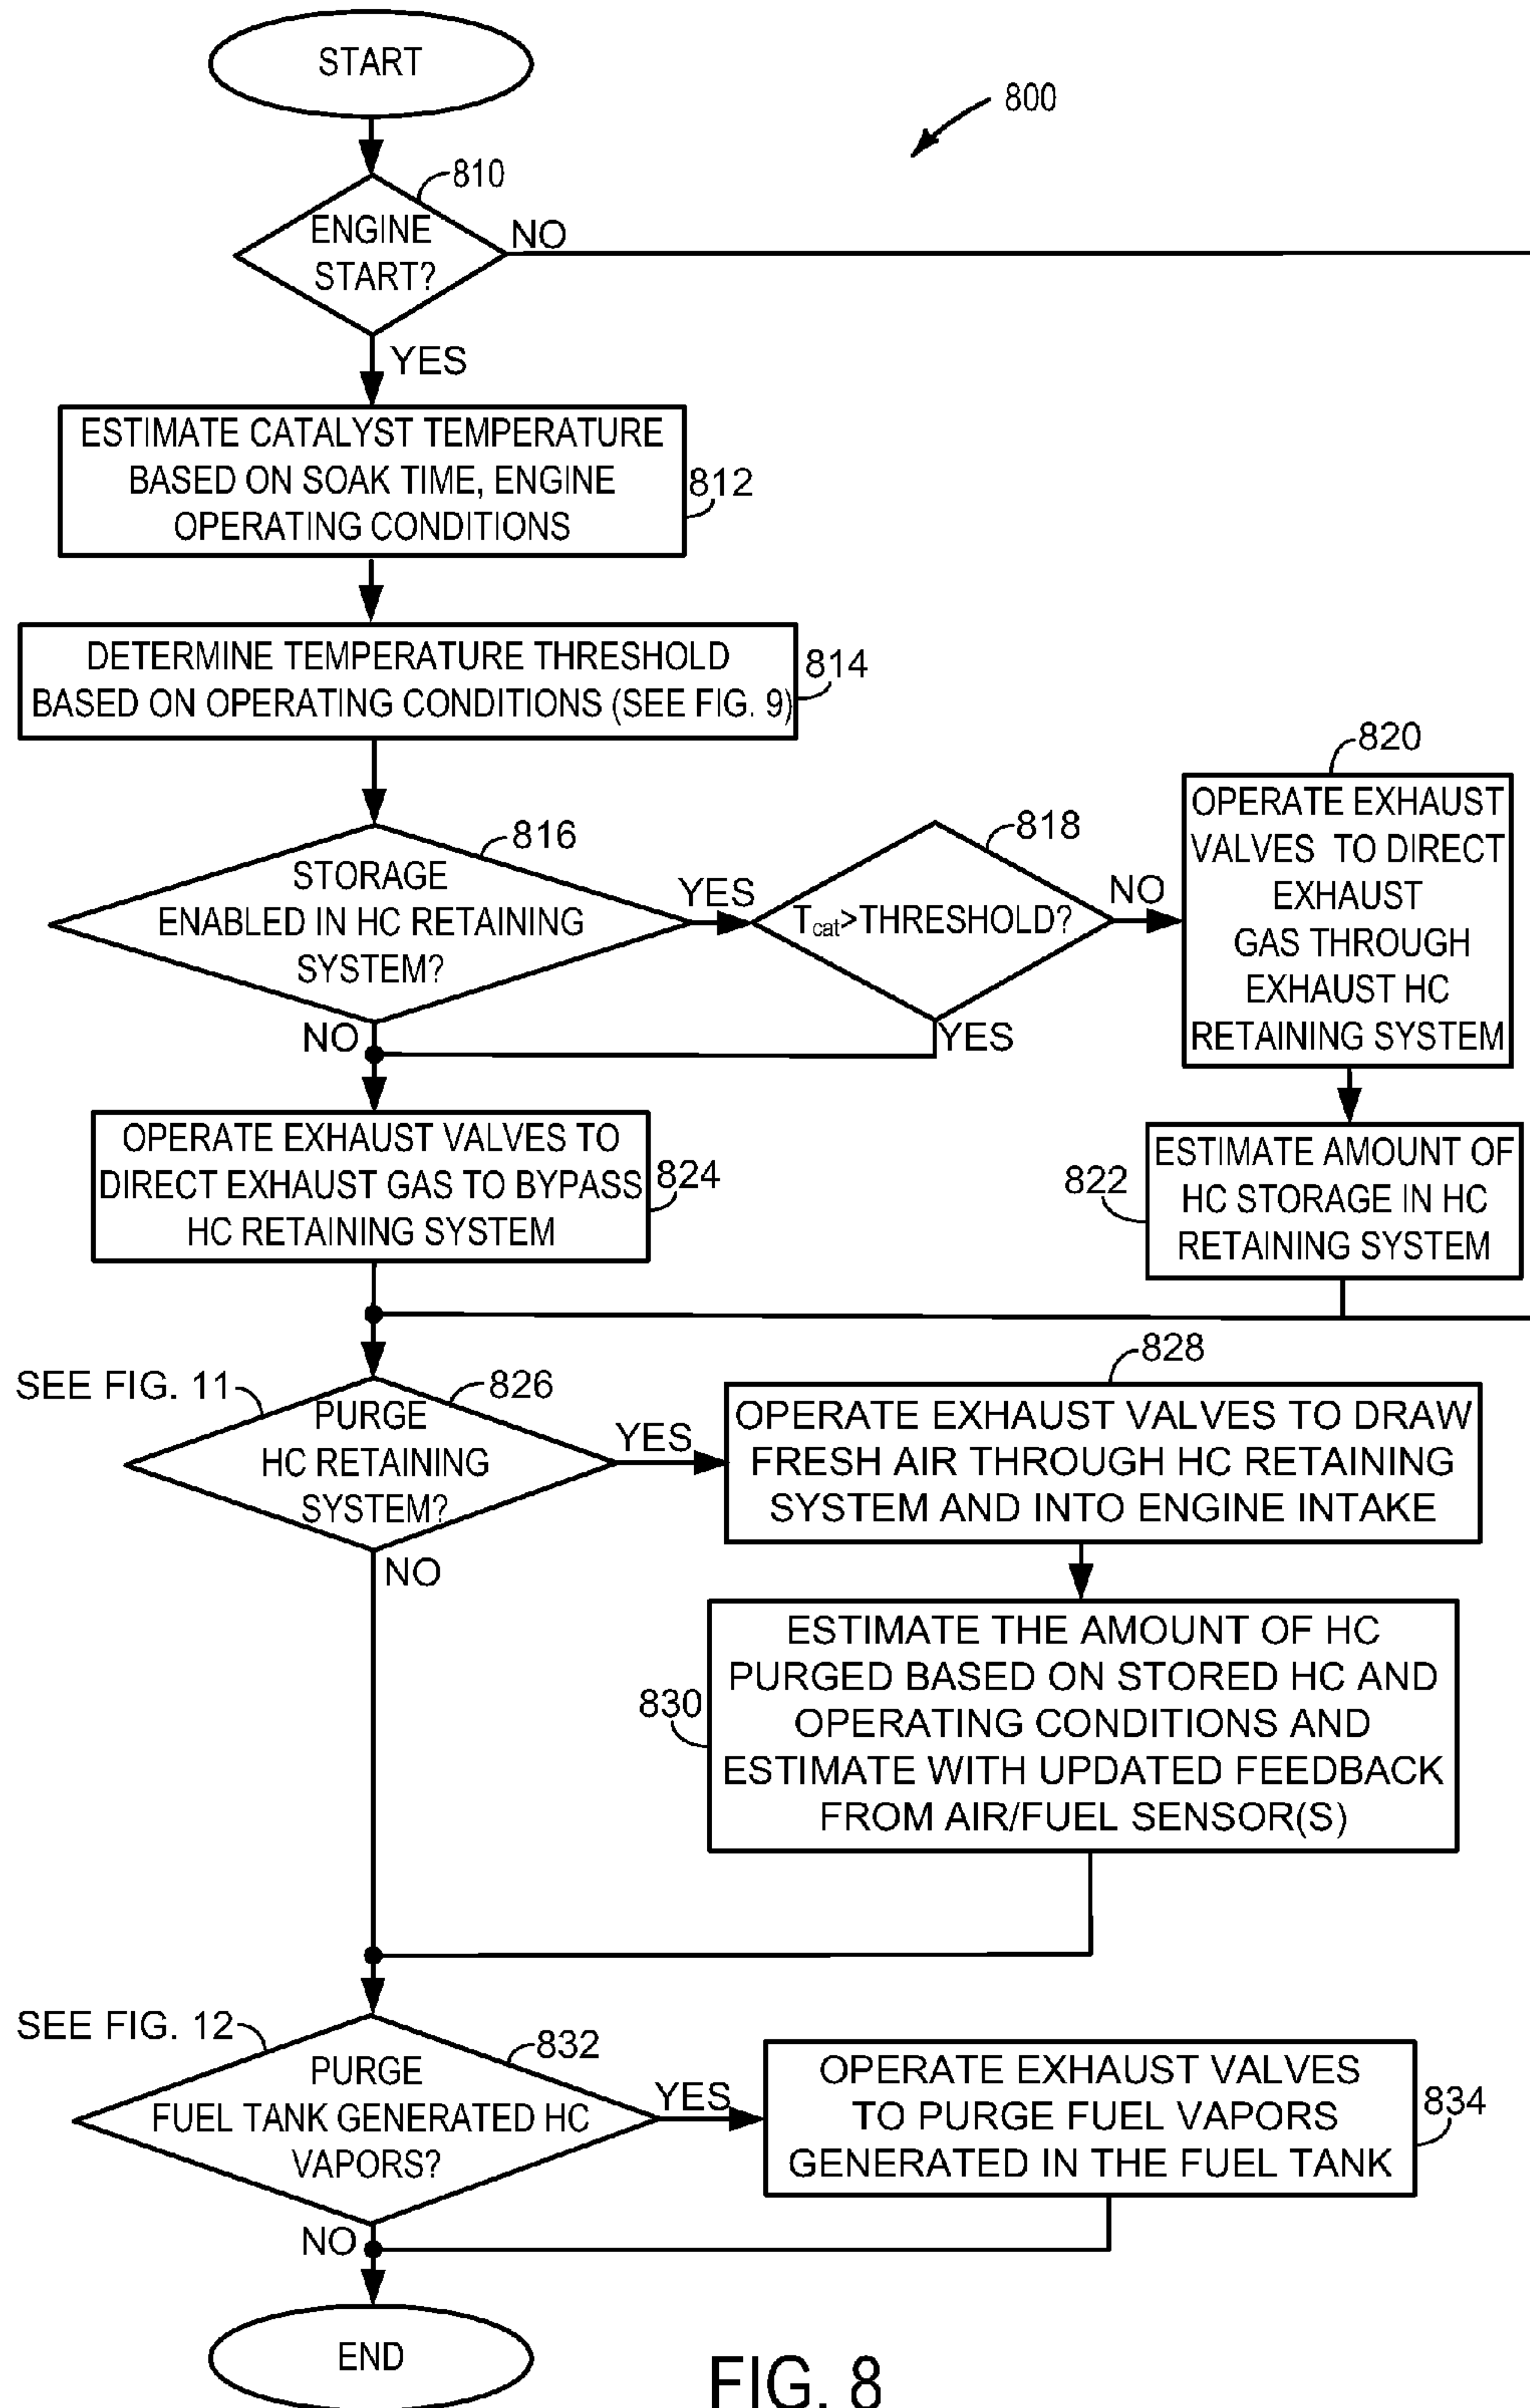 START
800
810
ENGINE
START?
NO
YES
ESTIMATE CATALYST TEMPERATURE
BASED ON SOAK TIME, ENGINE
OPERATING CONDITIONS
812
DETERMINE TEMPERATURE THRESHOLD
BASED ON OPERATING CONDITIONS (SEE FIG. 9)
814
816
STORAGE
ENABLED IN HC RETAINING
SYSTEM?
YES
NO
818
Tcat>THRESHOLD?
NO
YES
820
OPERATE EXHAUST
VALVES TO DIRECT
EXHAUST
GAS THROUGH
EXHAUST HC
RETAINING SYSTEM
822
ESTIMATE AMOUNT OF
HC STORAGE IN HC
RETAINING SYSTEM
OPERATE EXHAUST VALVES TO
DIRECT EXHAUST GAS TO BYPASS
HC RETAINING SYSTEM
824
SEE FIG. 11
826
PURGE
HC RETAINING
SYSTEM?
YES
NO
828
OPERATE EXHAUST VALVES TO DRAW
FRESH AIR THROUGH HC RETAINING
SYSTEM AND INTO ENGINE INTAKE
830
ESTIMATE THE AMOUNT OF HC
PURGED BASED ON STORED HC AND
OPERATING CONDITIONS AND
ESTIMATE WITH UPDATED FEEDBACK
FROM AIR/FUEL SENSOR(S)
SEE FIG. 12
832
PURGE
FUEL TANK GENERATED HC
VAPORS?
YES
NO
OPERATE EXHAUST VALVES
TO PURGE FUEL VAPORS
GENERATED IN THE FUEL TANK
834
END
FIG. 8